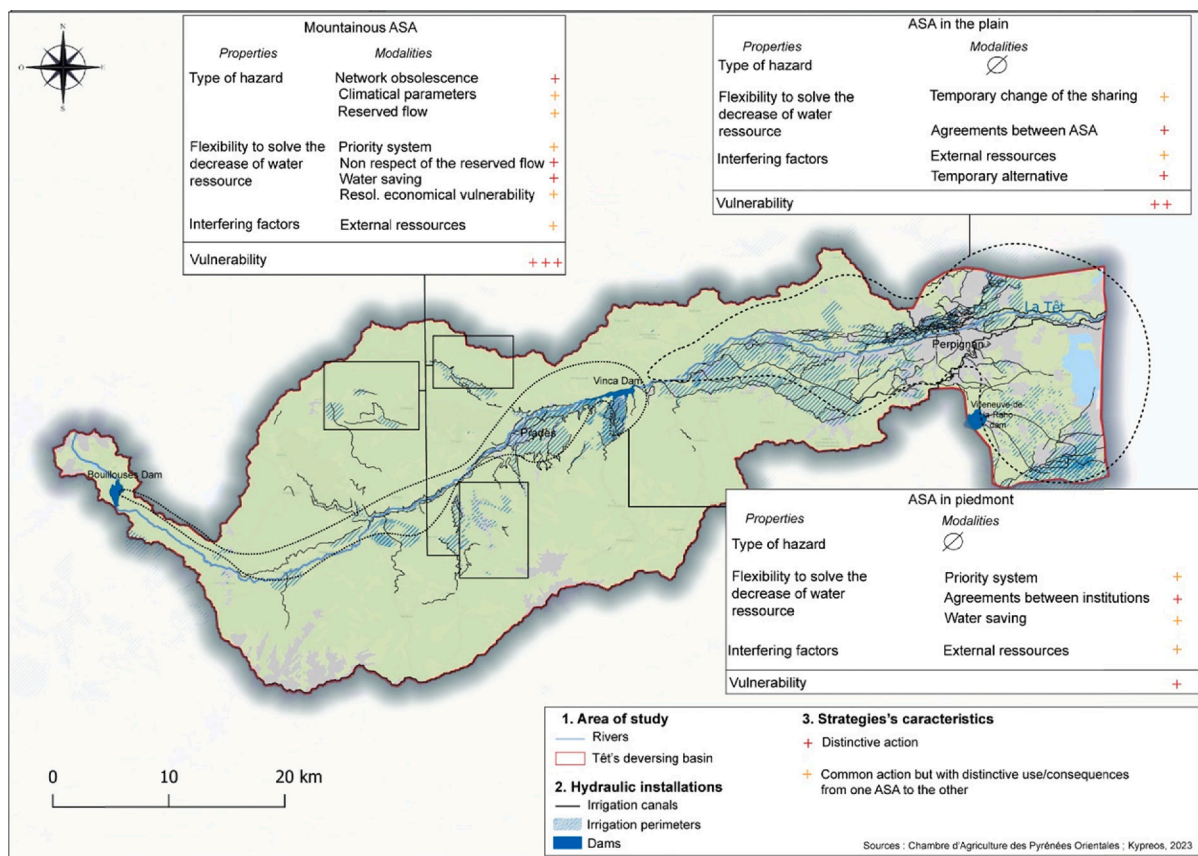 N
O
E
S
Mountainous ASA
Properties Modalities
Type of hazard Network obsolescence +
Climatical parameters +
Reserved flow +
Flexibility to solve the Priority system +
decrease of water Non respect of the reserved flow +
ressource Water saving +
Resol. economical vulnerability +
Interfering factors External ressources +
Vulnerability +++
ASA in the plain
Properties Modalities
Type of hazard ∅
Flexibility to solve the Temporary change of the sharing +
decrease of water
ressource Agreements between ASA +
Interfering factors External ressources +
Temporary alternative +
Vulnerability ++
La Têt
Perpignan
Vinca Dam
Villeneuve-de
-la-Raho
dam
Prades
Bouillouses Dam
ASA in piedmont
Properties Modalities
Type of hazard ∅
Flexibility to solve the Priority system +
decrease of water Agreements between institutions +
ressource Water saving +
Interfering factors External ressources +
Vulnerability +
0 10 20 km
1. Area of study
Rivers
Têt's deversing basin
2. Hydraulic installations
Irrigation canals
Irrigation perimeters
Dams
3. Strategies's caracteristics
+ Distinctive action
+ Common action but with distinctive use/consequences
from one ASA to the other
Sources : Chambre d'Agriculture des Pyrénées Orientales ; Kypreos, 2023